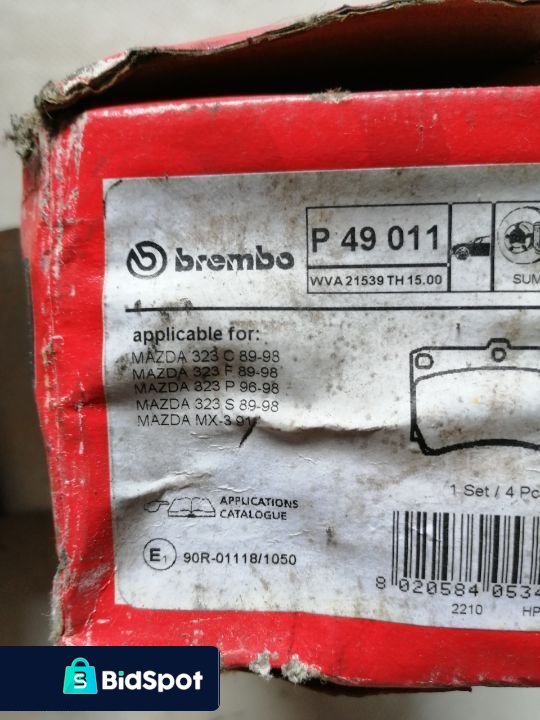 brembo
P 49 011
WVA 21539 TH 15.00
SUM
applicable for:
MAZDA 323 C 89-98
MAZDA 323 F 89-98
MAZDA 323 P 96-98
MAZDA 323 S 89-98
MAZDA MX-3 91
1 Set / 4 Pc
APPLICATIONS
CATALOGUE
E1 90R-01118/1050
8 020584 0534
2210 HP
BidSpot